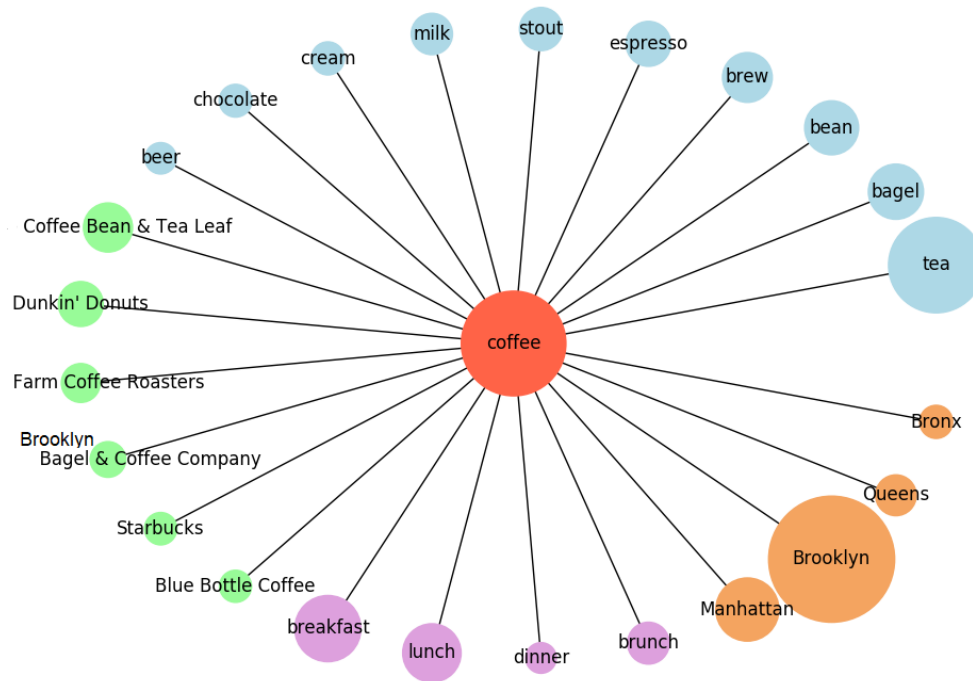 stout
milk
espresso
cream
brew
chocolate
bean
beer
bagel
Coffee Bean & Tea Leaf
tea
Dunkin' Donuts
coffee
Farm Coffee Roasters
Bronx
Brooklyn
Bagel & Coffee Company
Queens
Starbucks
Brooklyn
Blue Bottle Coffee
Manhattan
breakfast
brunch
lunch
dinner